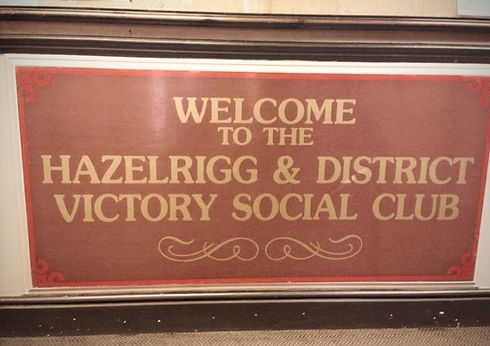 WELCOME
TO THE
HAZELRIGG & DISTRICT
VICTORY SOCIAL CLUB